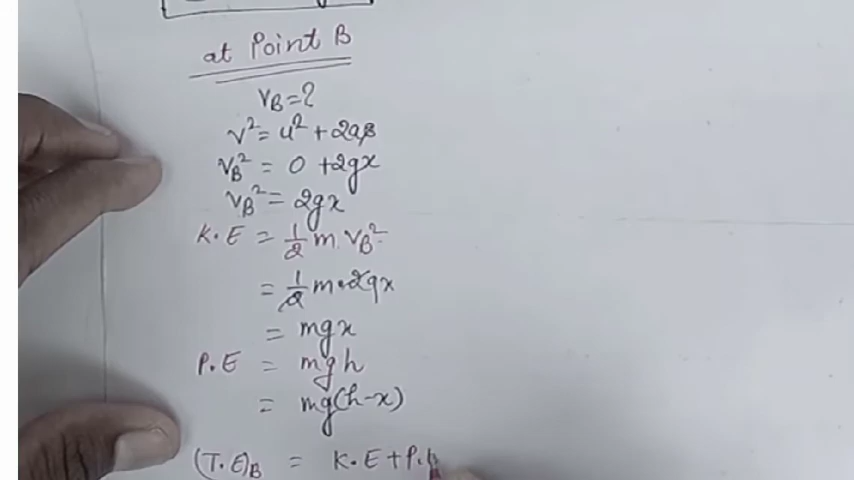 at Point B
VB=?
v²=u²+2as
VB² = 0 +2gx
VB² = 2gx
K.E = 1/2 m VB²
= 1/2 m×2gx
= mgx
P.E = mgh
= mg(h-x)
(T.E)B = K.E+P.